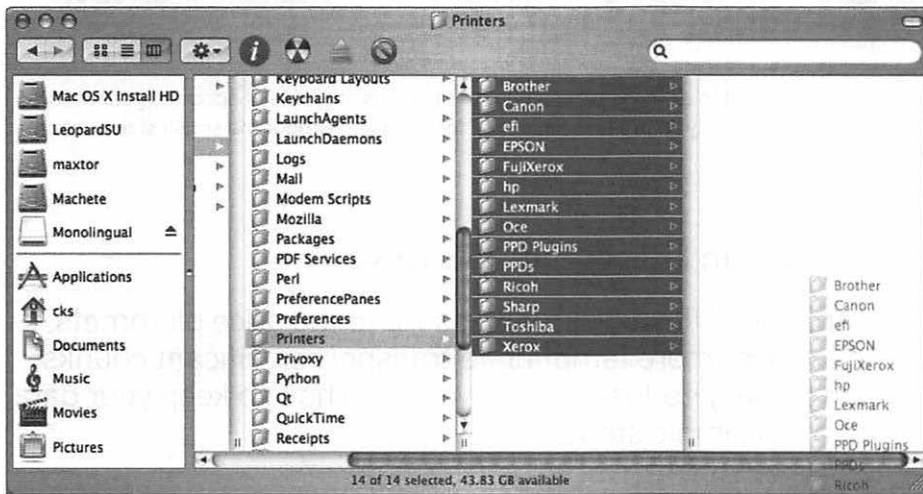 Printers
Mac OS X Install HD
LeopardSU
maxtor
Machete
Monolingual
Applications
cks
Documents
Music
Movies
Pictures
Keyboard Layouts
Keychains
LaunchAgents
LaunchDaemons
Logs
Mail
Modem Scripts
Mozilla
Packages
PDF Services
Perl
PreferencePanes
Preferences
Printers
Privoxy
Python
Qt
QuickTime
Receipts
Brother
Canon
efi
EPSON
FujiXerox
hp
Lexmark
Oce
PPD Plugins
PPDs
Ricoh
Sharp
Toshiba
Xerox
Brother
Canon
efi
EPSON
FujiXerox
hp
Lexmark
Oce
PPD Plugins
PPDs
Ricoh
14 of 14 selected, 43.83 GB available